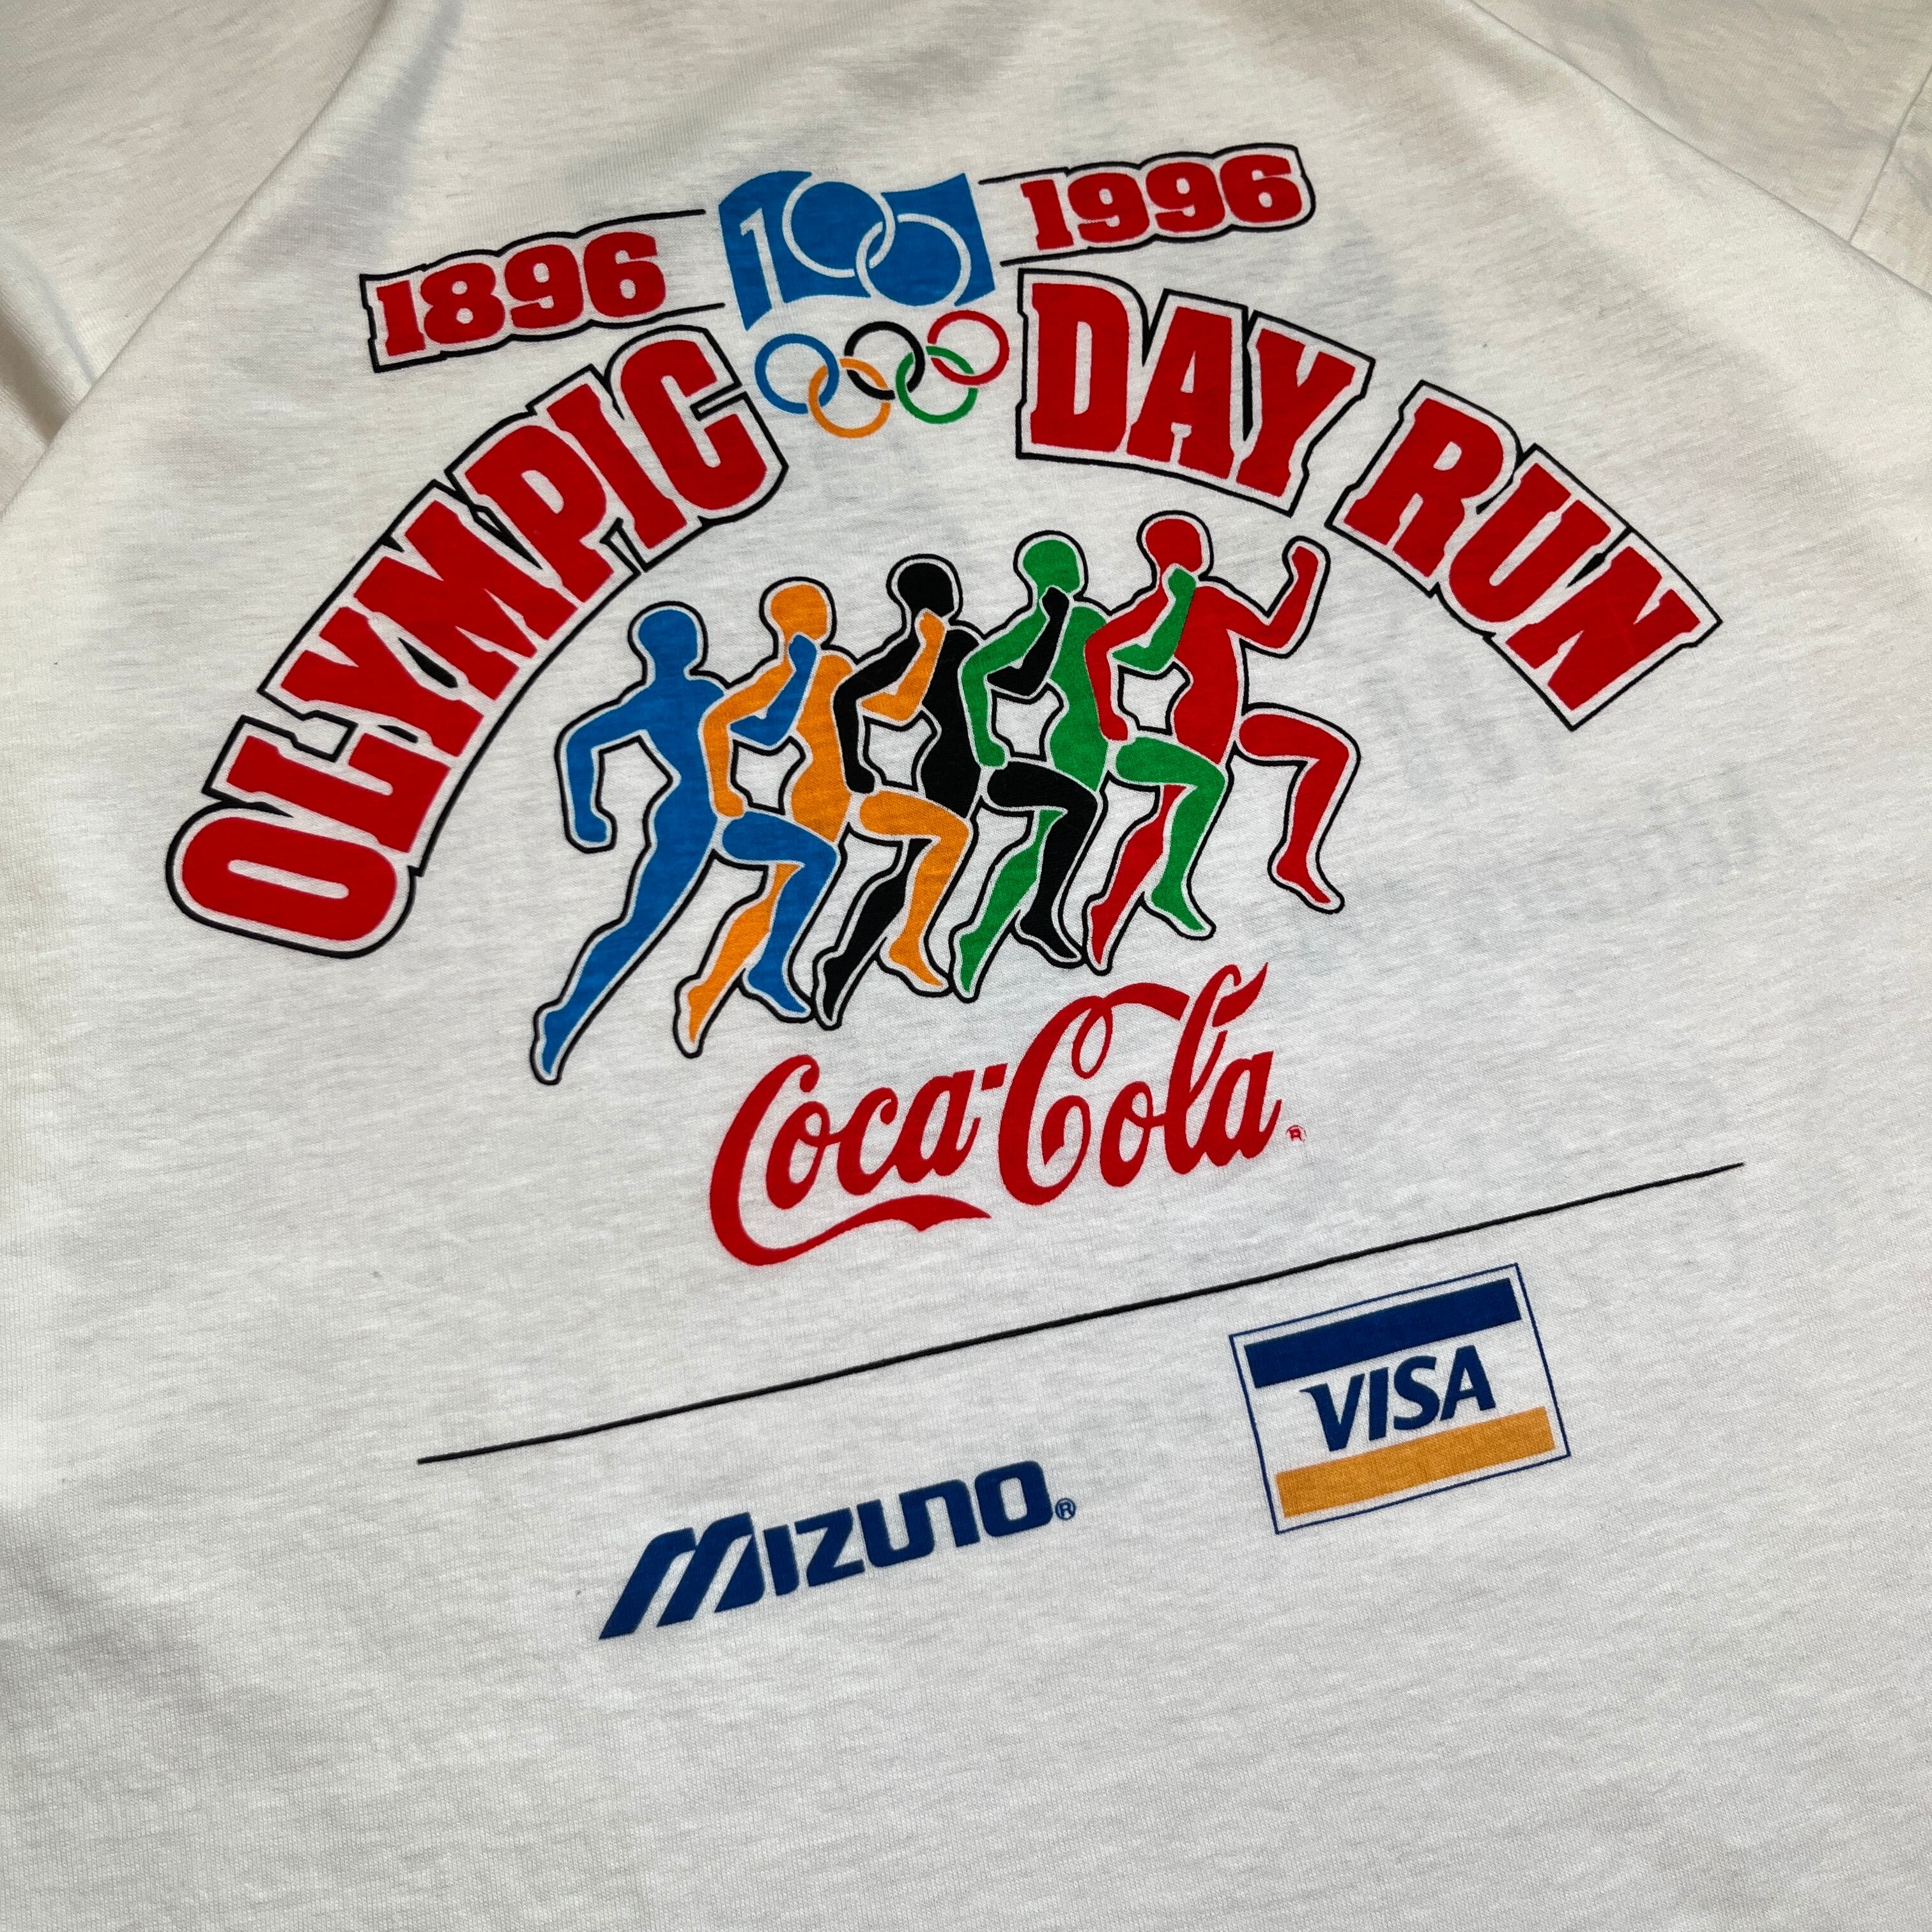 1896 100 1996
OLYMPIC DAY RUN
Coca-Cola ®
MIZUNO ®
VISA